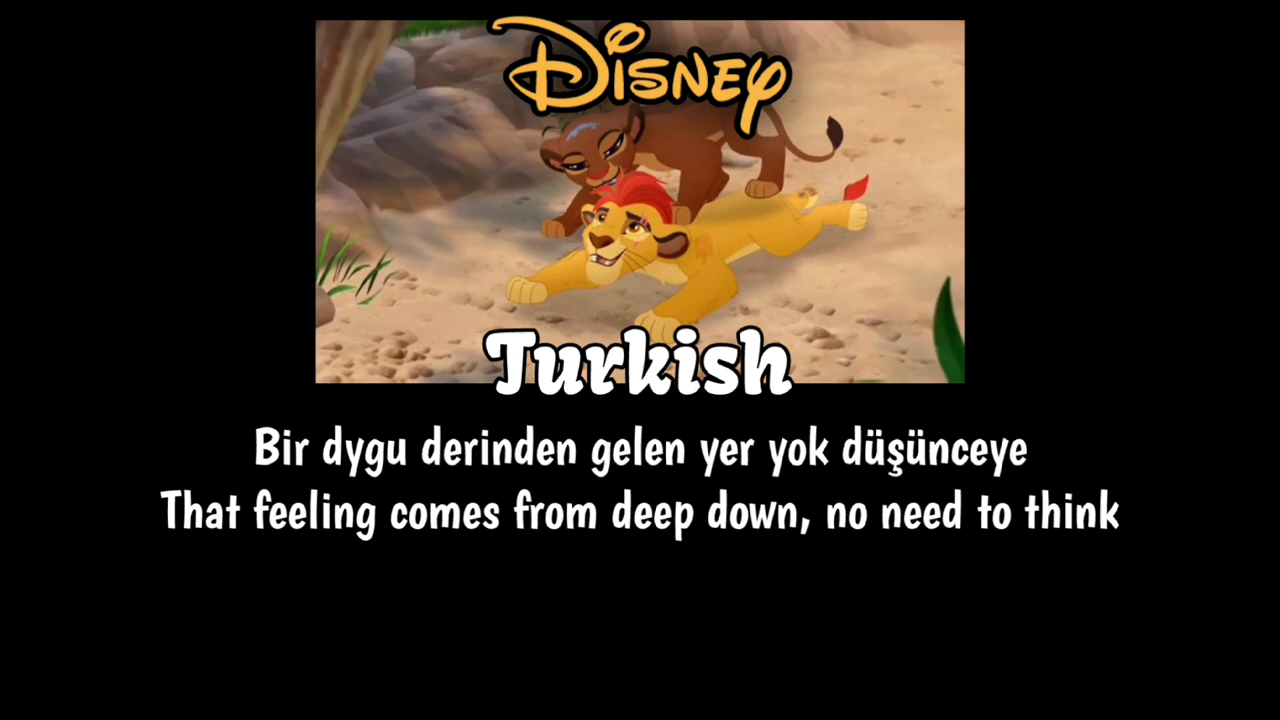 Disney
Turkish
Bir dygu derinden gelen yer yok düşünceye
That feeling comes from deep down, no need to think